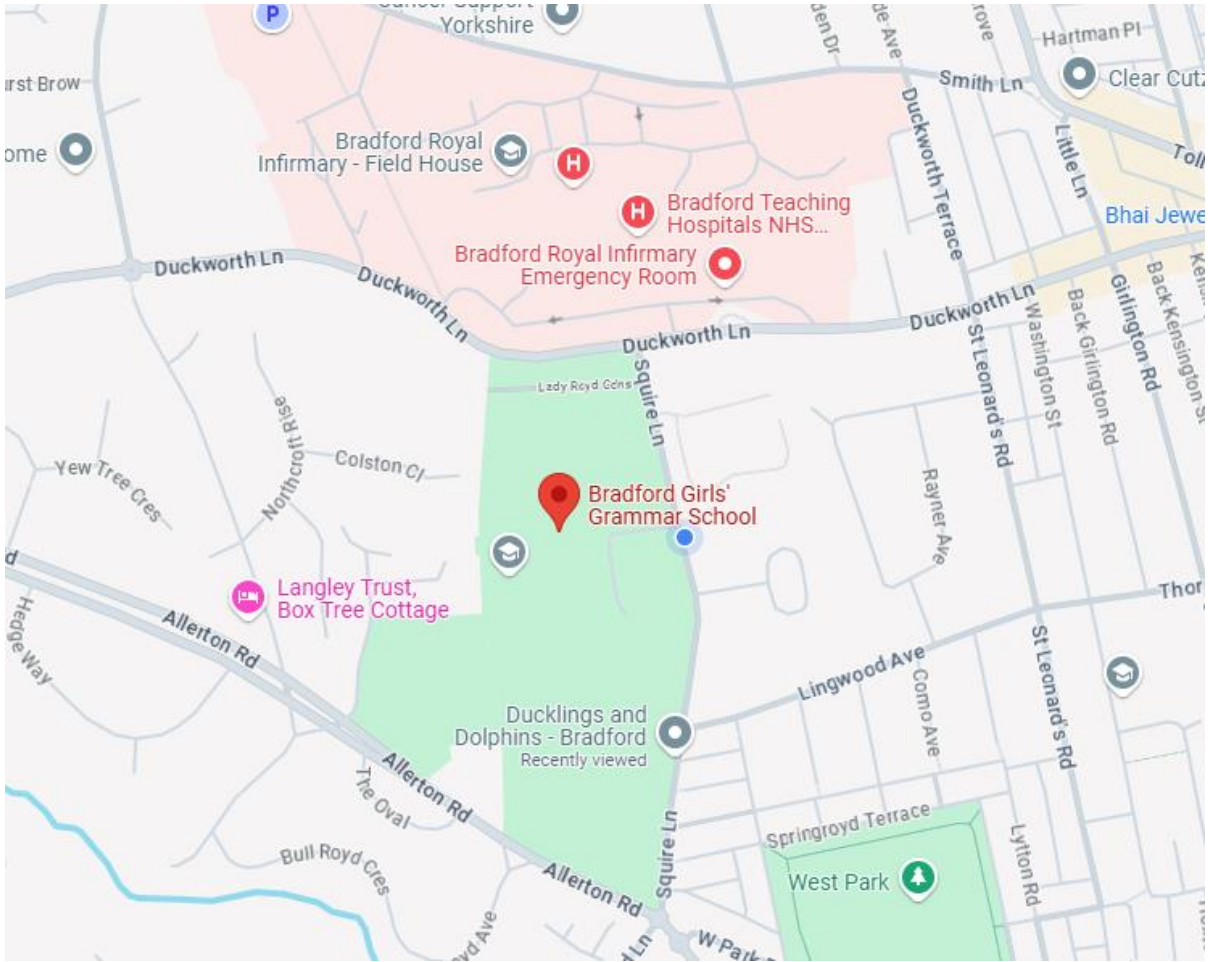 P
Yorkshire
Hartman Pl
Smith Ln
Clear Cutz
Duckworth Terrace
Little Ln
Bradford Royal
Infirmary - Field House
H
H
Bradford Teaching
Hospitals NHS...
Bradford Royal Infirmary
Emergency Room
Duckworth Ln
Duckworth Ln
Duckworth Ln
Duckworth Ln
Squire Ln
St Leonard's Rd
Washington St
Back Girlington Rd
Girlington Rd
Back Kensington St
Northcroft Rise
Colston Cl
Yew Tree Cres
Bradford Girls'
Grammar School
Rayner Ave
Langley Trust,
Box Tree Cottage
Hedge Way
Allerton Rd
Lingwood Ave
Como Ave
St Leonard's Rd
Ducklings and
Dolphins - Bradford
Recently viewed
Allerton Rd
The Oval
Squire Ln
Springroyd Terrace
Lytton Rd
West Park
Bull Royd Cres
Allerton Rd
W Park